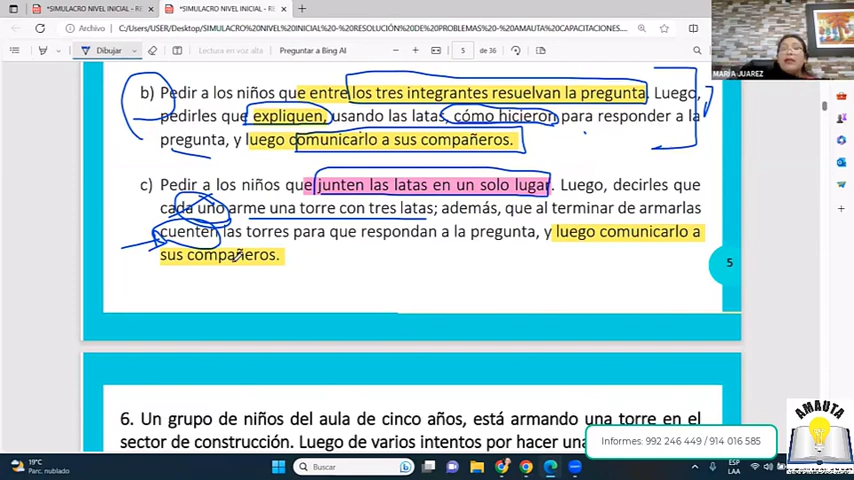 *SIMULACRO NIVEL INICIAL - RE
*SIMULACRO NIVEL INICIAL - RES
Archivo
C:/Users/USER/Desktop/SIMULACRO%20NIVEL%20INICIAL%20-%20RESOLUCIÓN%20DE%20PROBLEMAS%20-%20AMAUTA%20CAPACITACIONES....
Dibujar
Lectura en voz alta
Preguntar a Bing AI
5
de 36
MARIA JUAREZ
b) Pedir a los niños que entre los tres integrantes resuelvan la pregunta. Luego,
pedirles que expliquen, usando las latas, cómo hicieron para responder a la
pregunta, y luego comunicarlo a sus compañeros.
c) Pedir a los niños que junten las latas en un solo lugar. Luego, decirles que
cada uno arme una torre con tres latas; además, que al terminar de armarlas
cuenten las torres para que respondan a la pregunta, y luego comunicarlo a
sus compañeros.
5
6. Un grupo de niños del aula de cinco años, está armando una torre en el
sector de construcción. Luego de varios intentos por hacer una
Informes: 992 246 449 / 914 016 585
AMAUTA
19°C
Parc. nublado
Buscar
ESP
LAA